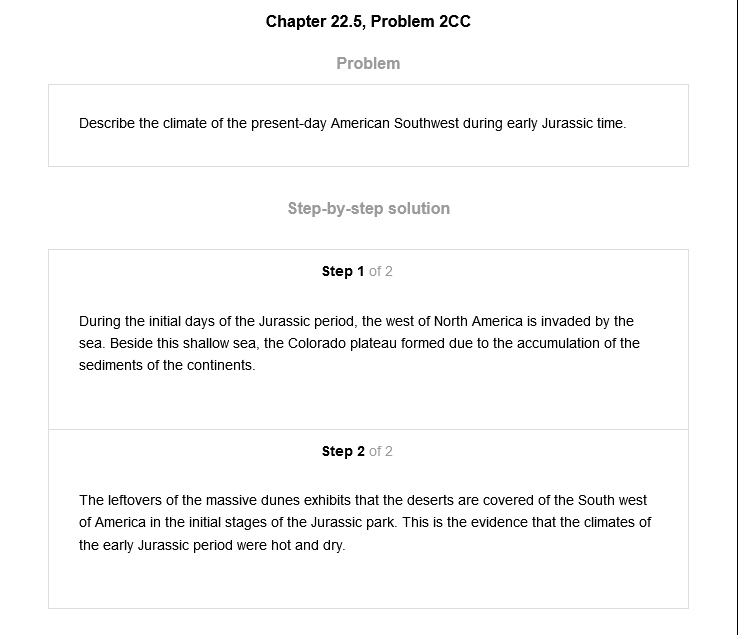 Chapter 22.5, Problem 2CC
Problem
Describe the climate of the present-day American Southwest during early Jurassic time.
Step-by-step solution
Step 1 of 2
During the initial days of the Jurassic period, the west of North America is invaded by the
sea. Beside this shallow sea, the Colorado plateau formed due to the accumulation of the
sediments of the continents.
Step 2 of 2
The leftovers of the massive dunes exhibits that the deserts are covered of the South west
of America in the initial stages of the Jurassic park. This is the evidence that the climates of
the early Jurassic period were hot and dry.